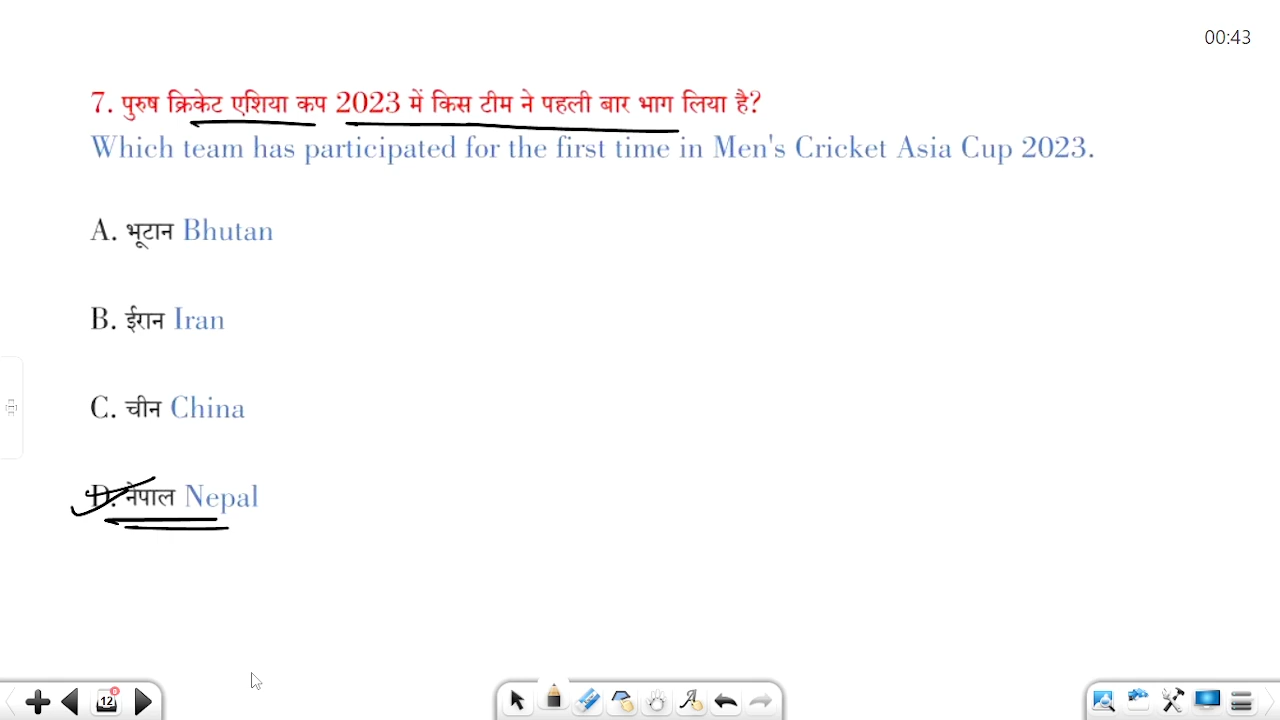 00:43
7. पुरुष क्रिकेट एशिया कप 2023 में किस टीम ने पहली बार भाग लिया है?
Which team has participated for the first time in Men's Cricket Asia Cup 2023.
A. भूटान Bhutan
B. ईरान Iran
C. चीन China
D. नेपाल Nepal
12
8